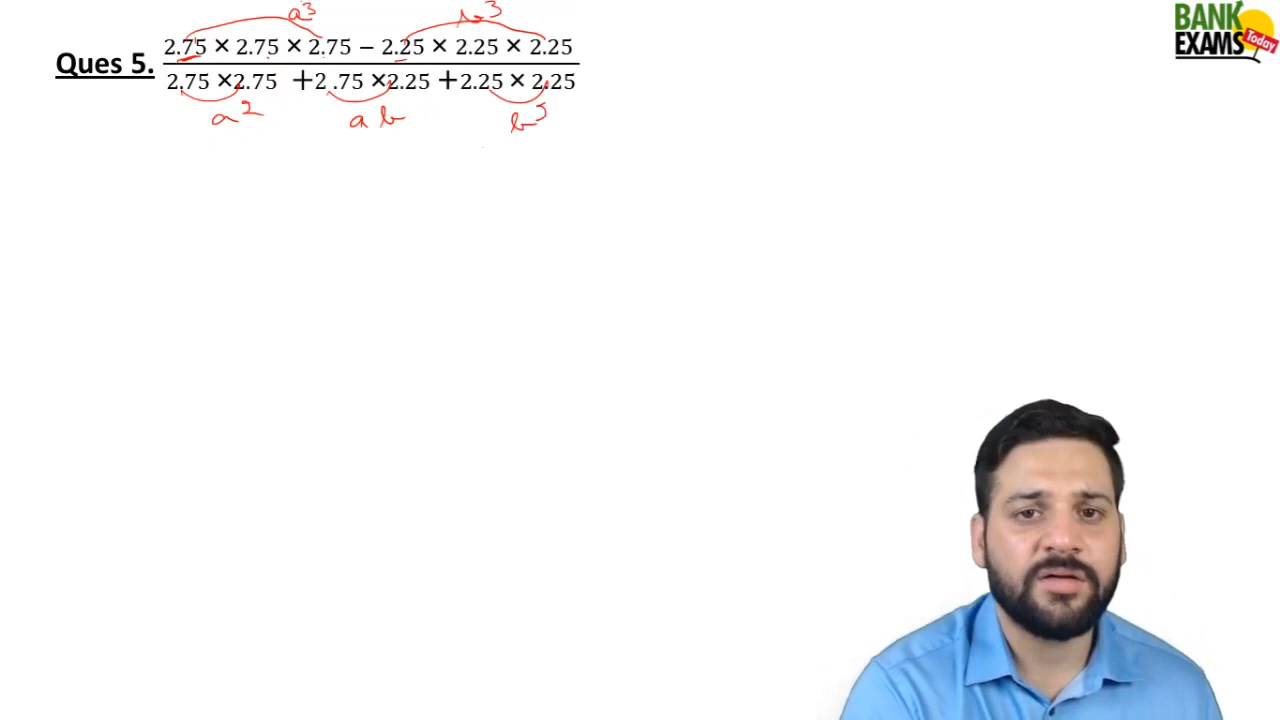 a³ b³
2.75 × 2.75 × 2.75 − 2.25 × 2.25 × 2.25
Ques 5.
2.75 ×2.75 +2 .75 ×2.25 +2.25 × 2.25
a² ab
BANK
EXAMS Today